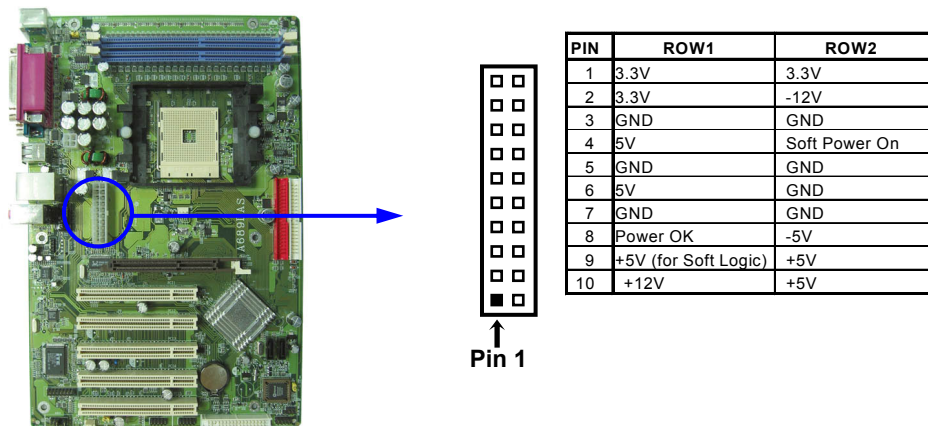 PIN ROW1 ROW2
1 3.3V 3.3V
2 3.3V -12V
3 GND GND
4 5V Soft Power On
5 GND GND
6 5V GND
7 GND GND
8 Power OK -5V
9 +5V (for Soft Logic) +5V
10 +12V +5V
Pin 1